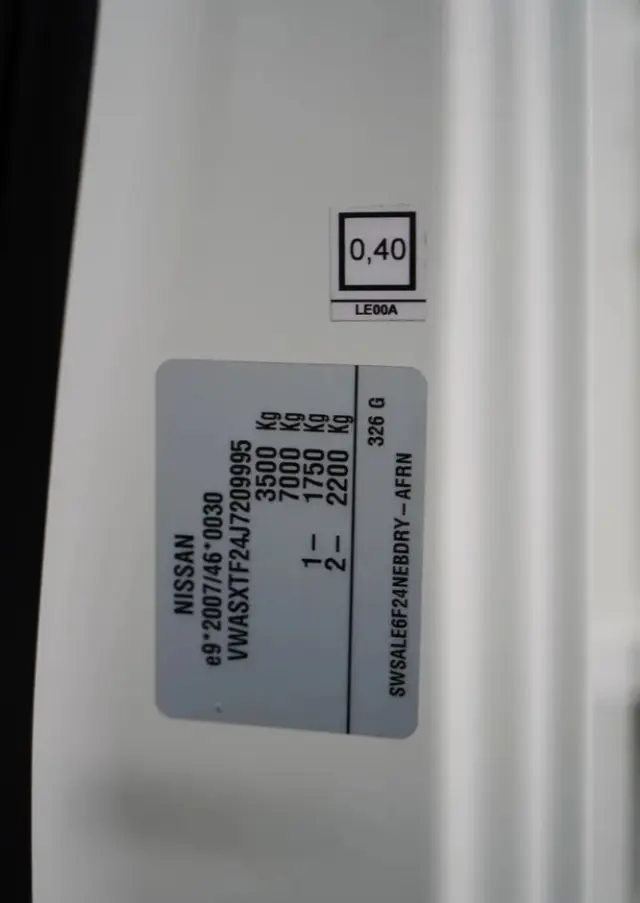 0,40
LE00A
NISSAN
e9*2007/46*0030
VWASXTF24J7209995
3500 Kg
7000 Kg
1- 1750 Kg
2- 2200 Kg
326 G
SWSALE6F24NEBDRY-AFRN